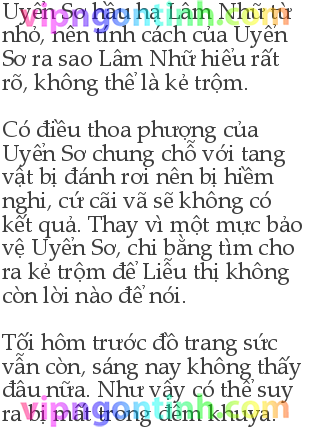 Uyển Sơ hầu hạ Lâm Nhữ từ
nhỏ, nên tính cách của Uyển
Sơ ra sao Lâm Nhữ hiểu rất
rõ, không thể là kẻ trộm.
Có điều thoa phượng của
Uyển Sơ chung chỗ với tang
vật bị đánh rơi nên bị hiềm
nghi, cứ cãi vã sẽ không có
kết quả. Thay vì một mực bảo
vệ Uyển Sơ, chi bằng tìm cho
ra kẻ trộm để Liễu thị không
còn lời nào để nói.
Tối hôm trước đồ trang sức
vẫn còn, sáng nay không thấy
đâu nữa. Như vậy có thể suy
ra bị mất trong đêm khuya.
vipngontinh.com
vipngontinh.com